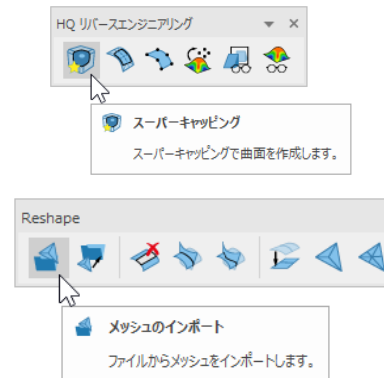 HQ リバースエンジニアリング
スーパーキャッピング
スーパーキャッピングで曲面を作成します。
Reshape
メッシュのインポート
ファイルからメッシュをインポートします。